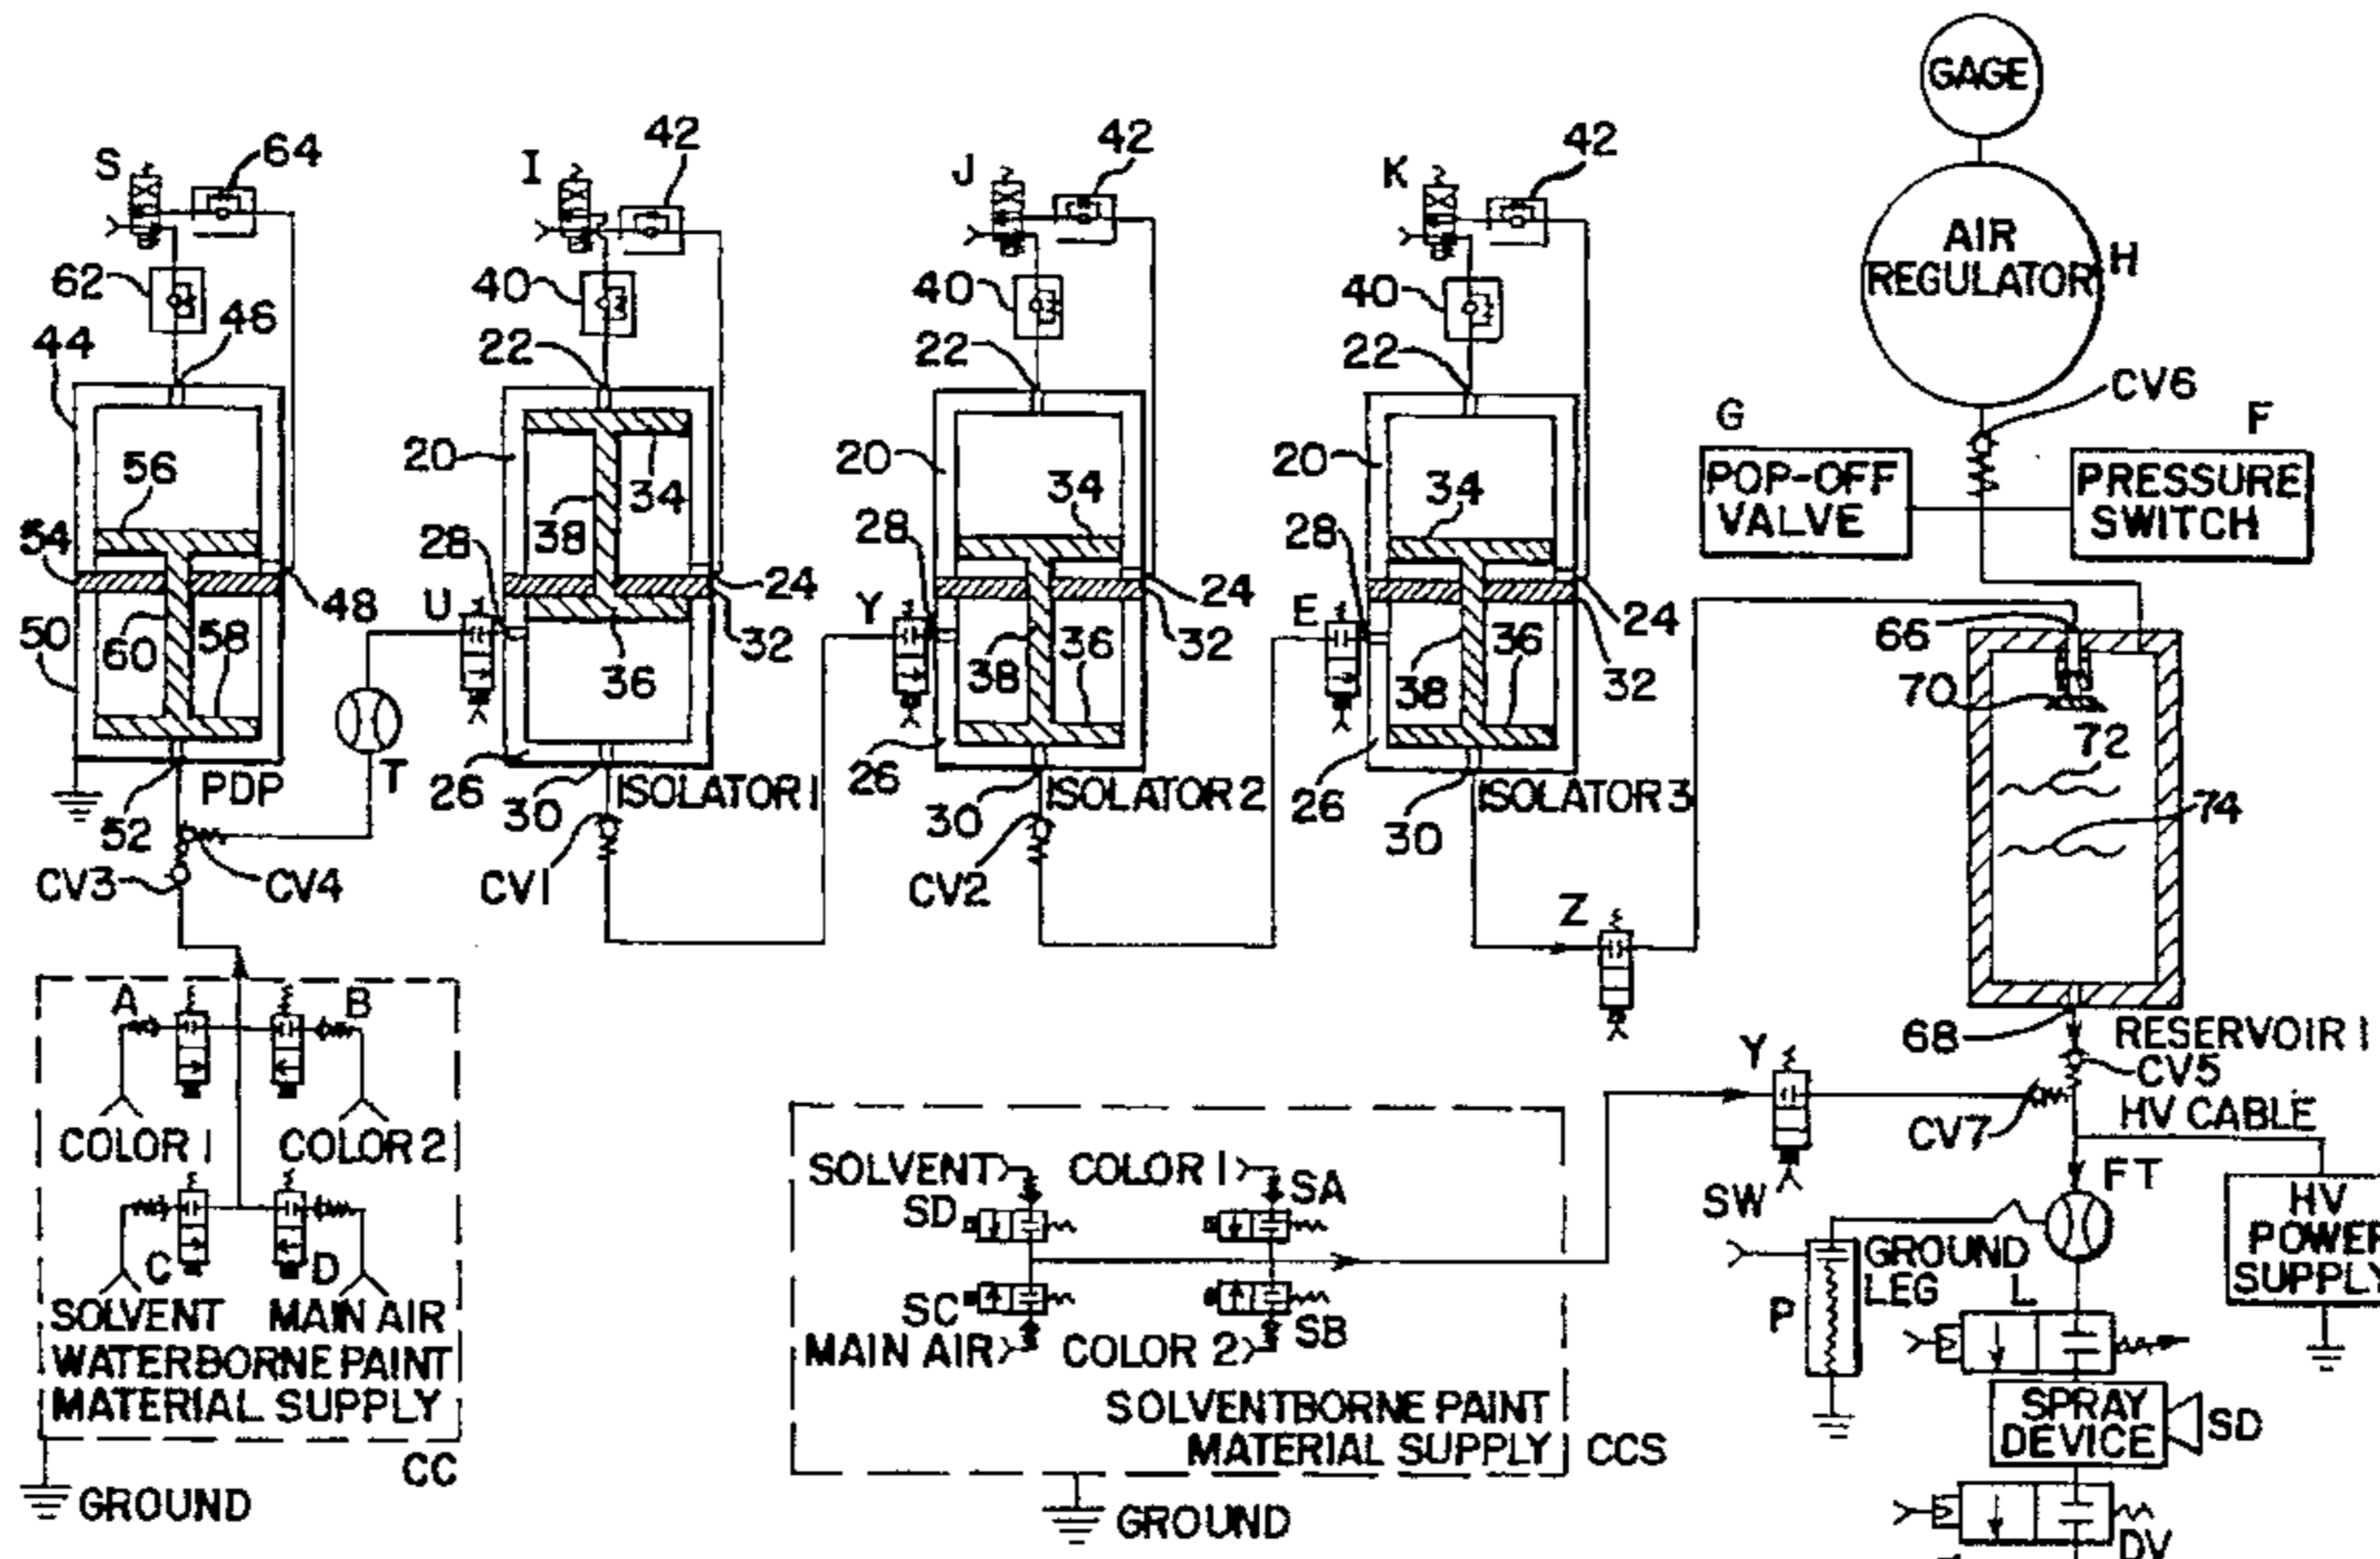 GAGE
AIR
REGULATOR
H
CV6
G
F
POP-OFF
VALVE
PRESSURE
SWITCH
S
64
62
46
44
56
54
48
50
60
58
PDP
52
CV3
CV4
T
I
42
40
22
20
34
38
28
24
U
32
36
26
30
ISOLATOR 1
CV1
J
42
40
22
20
34
28
24
Y
32
38
36
26
30
ISOLATOR 2
CV2
K
42
40
22
20
34
28
24
E
32
38
36
26
30
ISOLATOR 3
Z
66
70
72
74
68
RESERVOIR 1
CV5
HV CABLE
CV7
Y
FT
SW
HV
POWER
SUPPLY
GROUND
LEG
P
L
SPRAY
DEVICE
SD
DV
A
B
COLOR 1
COLOR 2
C
D
SOLVENT
MAIN AIR
WATERBORNE PAINT
MATERIAL SUPPLY
CC
GROUND
SOLVENT
COLOR 1
SD
SA
SC
SB
MAIN AIR
COLOR 2
SOLVENTBORNE PAINT
MATERIAL SUPPLY
CCS
GROUND